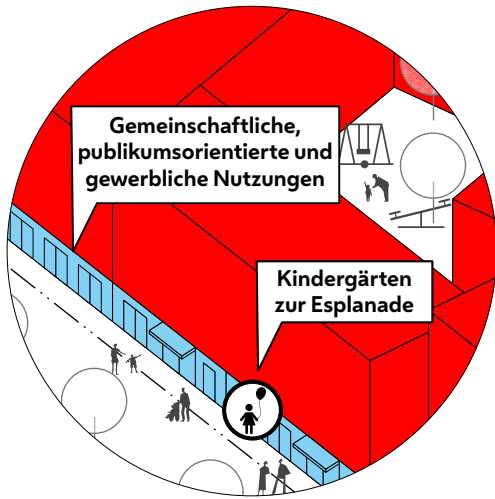 Gemeinschaftliche,
publikumsorientierte und
gewerbliche Nutzungen
Kindergärten
zur Esplanade